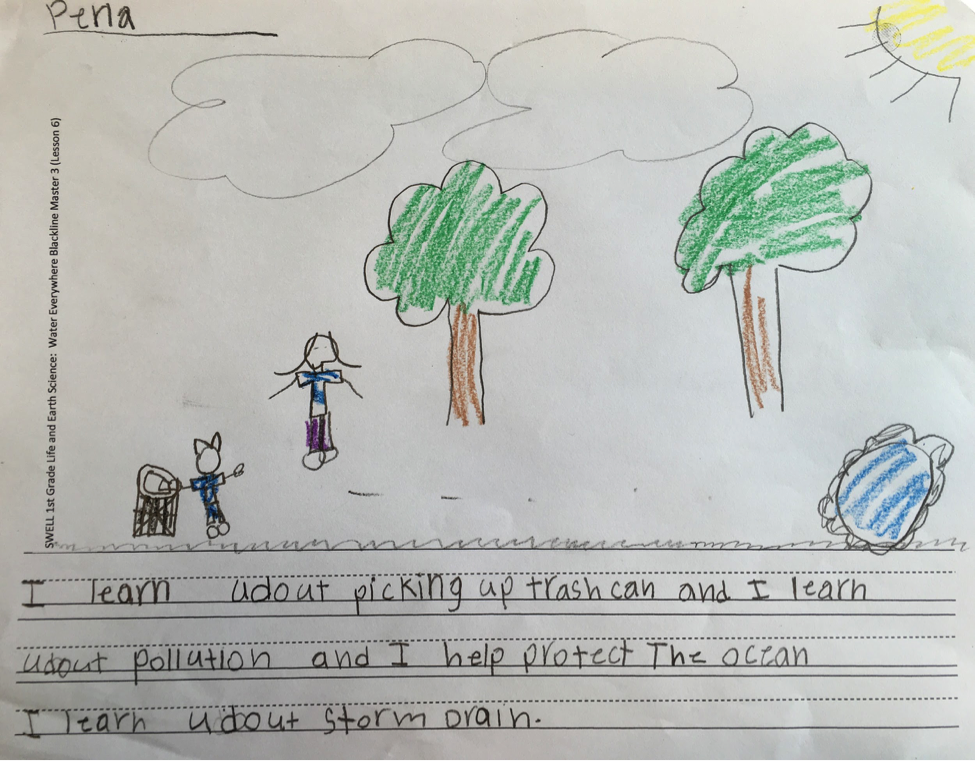 SWELL 1st Grade Life and Earth Science: Water Everywhere Blackline Master 3 (Lesson 6)
I learn udout picking up trash can and I learn
udout pollution and I help protect The ocean
I learn udout storm Drain.